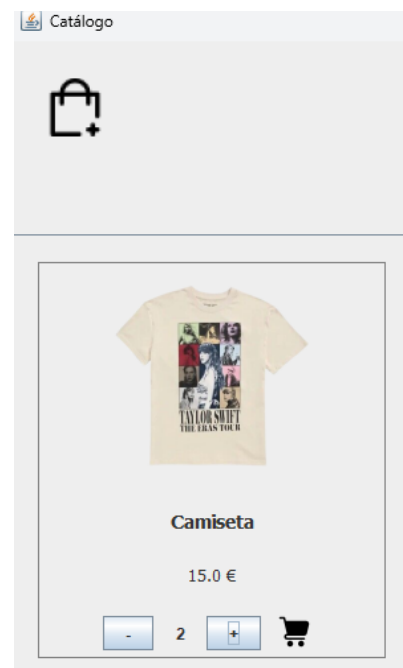 Catálogo
TAYLOR SWIFT
THE ERAS TOUR
Camiseta
15.0 €
- 2 +